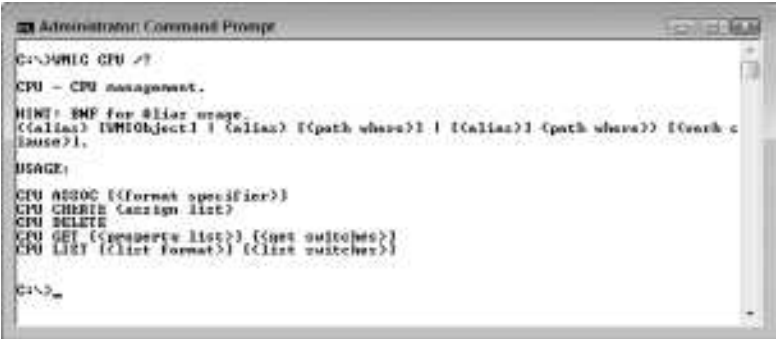 Administrator: Command Prompt
C:\>WMIC CPU /?
CPU - CPU management.
HINT: BNF for Alias usage.
(<alias> [WMIObject] | <alias> [<path where>] | [<alias>] <path where>) [<verb c
lause>].
USAGE:
CPU ASSOC [<format specifier>]
CPU CREATE <assign list>
CPU DELETE
CPU GET [<property list>] [<get switches>]
CPU LIST [<list format>] [<list switches>]
C:\>_